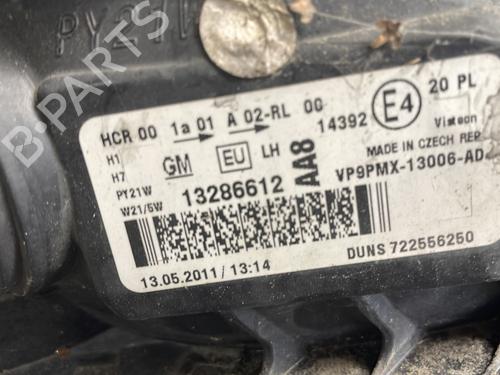 PY21W
HCR 00 1a 01 A 02-RL 00
14392 E4 20 PL
H1
H7
PY21W
W21/5W
GM EU LH
AA8
Visteon
MADE IN CZECH REP
13286612
VP9PMX-13006-AD
DUNS 722556250
13.05.2011 / 13:14
B-Parts